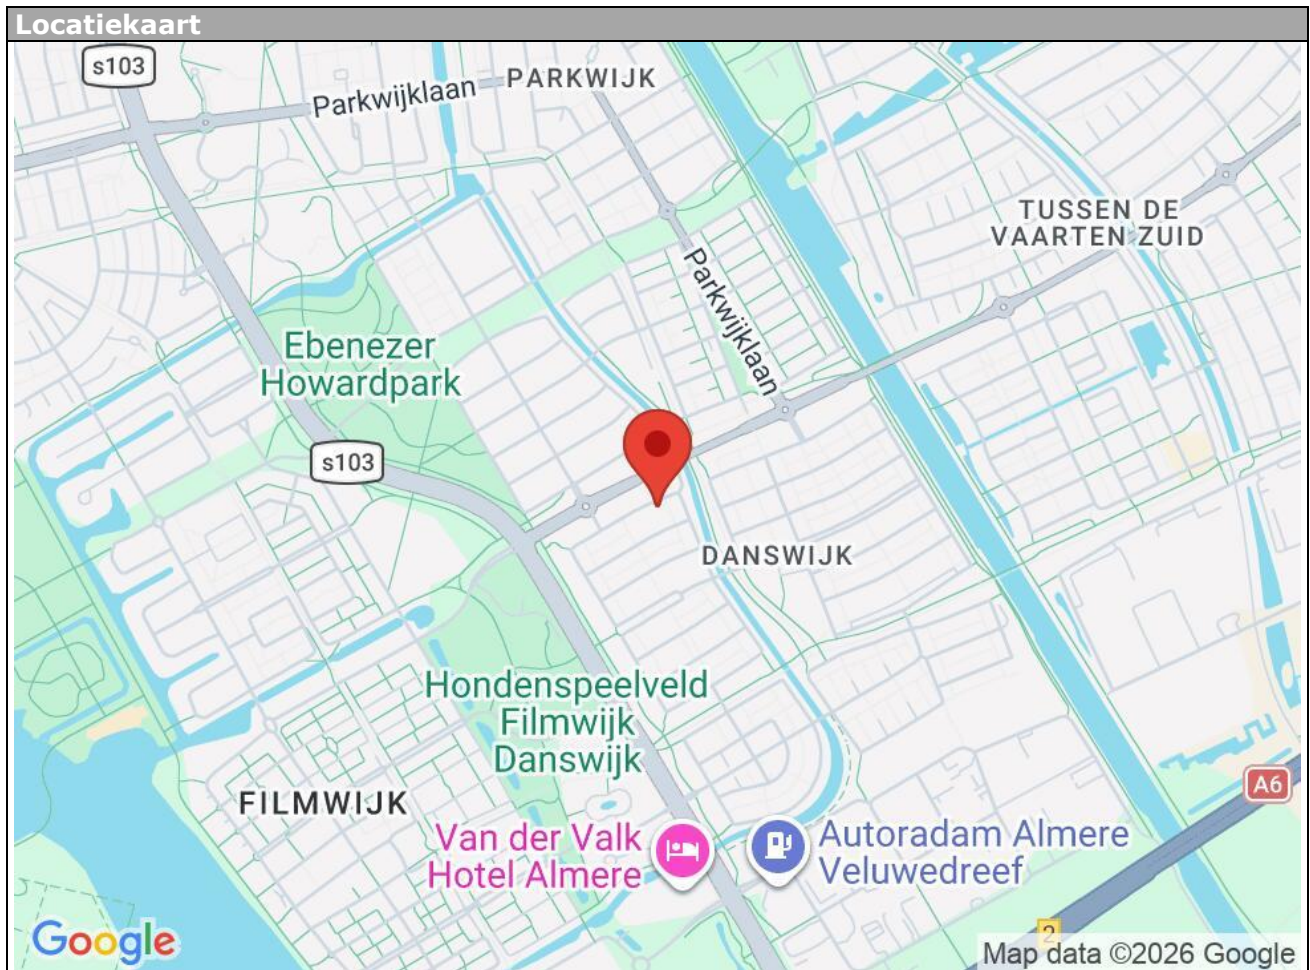 Locatiekaart
s103
Parkwijklaan
PARKWIJK
TUSSEN DE
VAARTEN ZUID
Parkwijklaan
Ebenezer
Howardpark
s103
DANSWIJK
Hondenspeelveld
Filmwijk
Danswijk
FILMWIJK
A6
Van der Valk
Hotel Almere
Autoradam Almere
Veluwedreef
2
Google
Map data ©2026 Google